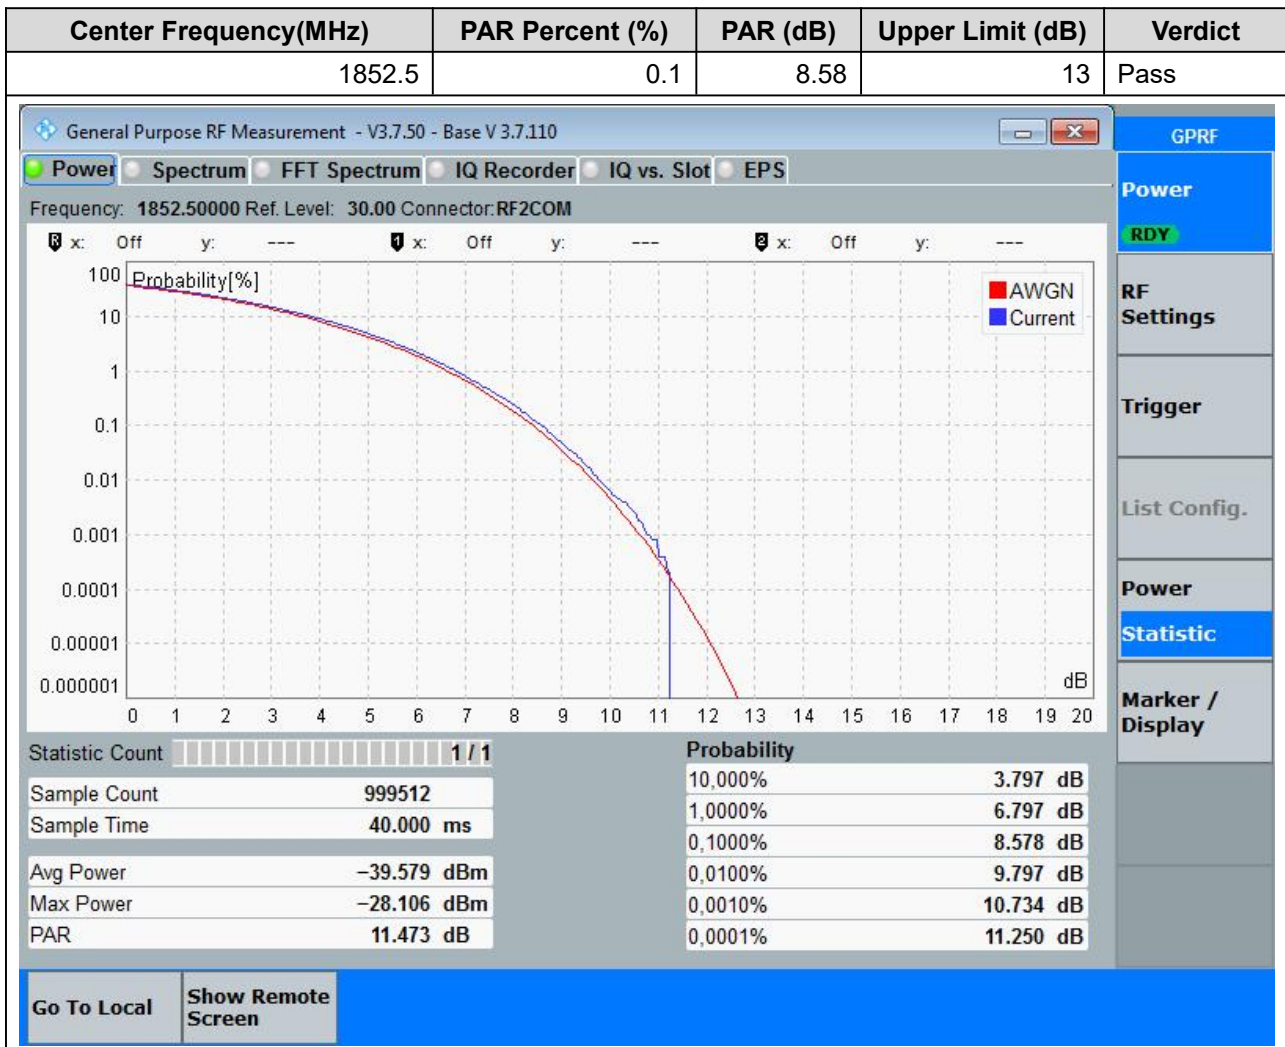 Center Frequency(MHz) PAR Percent (%) PAR (dB) Upper Limit (dB) Verdict
1852.5 0.1 8.58 13 Pass
General Purpose RF Measurement - V3.7.50 - Base V 3.7.110
GPRF
Power Spectrum FFT Spectrum IQ Recorder IQ vs. Slot EPS
Power
RDY
Frequency: 1852.50000 Ref. Level: 30.00 Connector:RF2COM
R x: Off y: --- 1 x: Off y: --- 2 x: Off y: ---
Probability[%]
AWGN
Current
100
10
1
0.1
0.01
0.001
0.0001
0.00001
0.000001
dB
0 1 2 3 4 5 6 7 8 9 10 11 12 13 14 15 16 17 18 19 20
RF
Settings
Trigger
List Config.
Power
Statistic
Marker /
Display
Statistic Count 1 / 1
Sample Count 999512
Sample Time 40.000 ms
Avg Power −39.579 dBm
Max Power −28.106 dBm
PAR 11.473 dB
Probability
10,000% 3.797 dB
1,0000% 6.797 dB
0,1000% 8.578 dB
0,0100% 9.797 dB
0,0010% 10.734 dB
0,0001% 11.250 dB
Go To Local
Show Remote
Screen